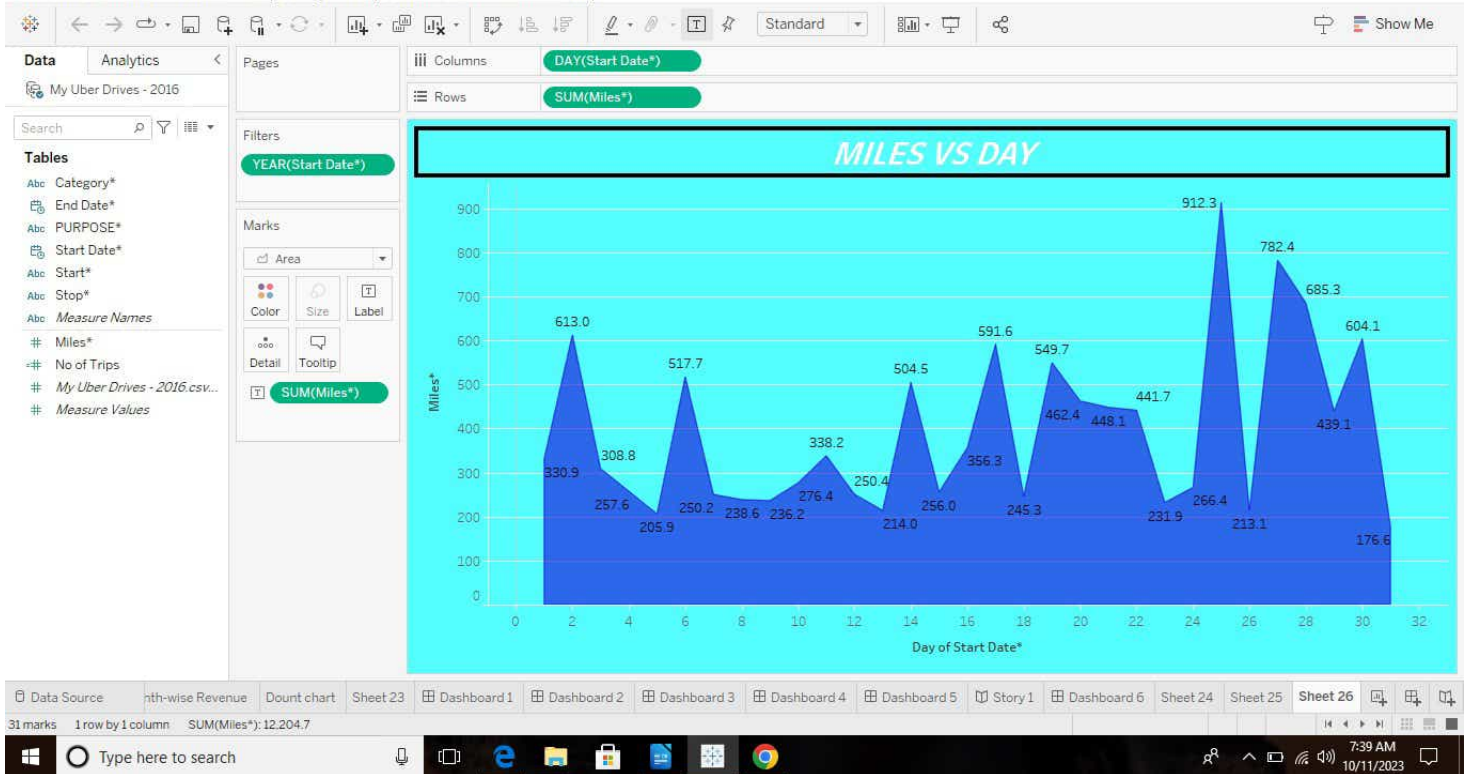 Standard
Show Me
Data Analytics
My Uber Drives - 2016
Search
Tables
Abc Category*
End Date*
Abc PURPOSE*
Start Date*
Abc Start*
Abc Stop*
Abc Measure Names
# Miles*
=# No of Trips
# My Uber Drives - 2016.csv...
# Measure Values
Pages
Filters
YEAR(Start Date*)
Marks
Area
Color Size Label
Detail Tooltip
SUM(Miles*)
Columns DAY(Start Date*)
Rows SUM(Miles*)
MILES VS DAY
Miles*
900
800
700
600
500
400
300
200
100
0
330.9
613.0
308.8
257.6
205.9
517.7
250.2
238.6
236.2
276.4
338.2
250.4
214.0
504.5
256.0
356.3
591.6
245.3
549.7
462.4
448.1
441.7
231.9
266.4
912.3
213.1
782.4
685.3
439.1
604.1
176.6
0 2 4 6 8 10 12 14 16 18 20 22 24 26 28 30 32
Day of Start Date*
Data Source nth-wise Revenue Dount chart Sheet 23 Dashboard 1 Dashboard 2 Dashboard 3 Dashboard 4 Dashboard 5 Story 1 Dashboard 6 Sheet 24 Sheet 25 Sheet 26
31 marks 1 row by 1 column SUM(Miles*): 12,204.7
Type here to search
7:39 AM
10/11/2023